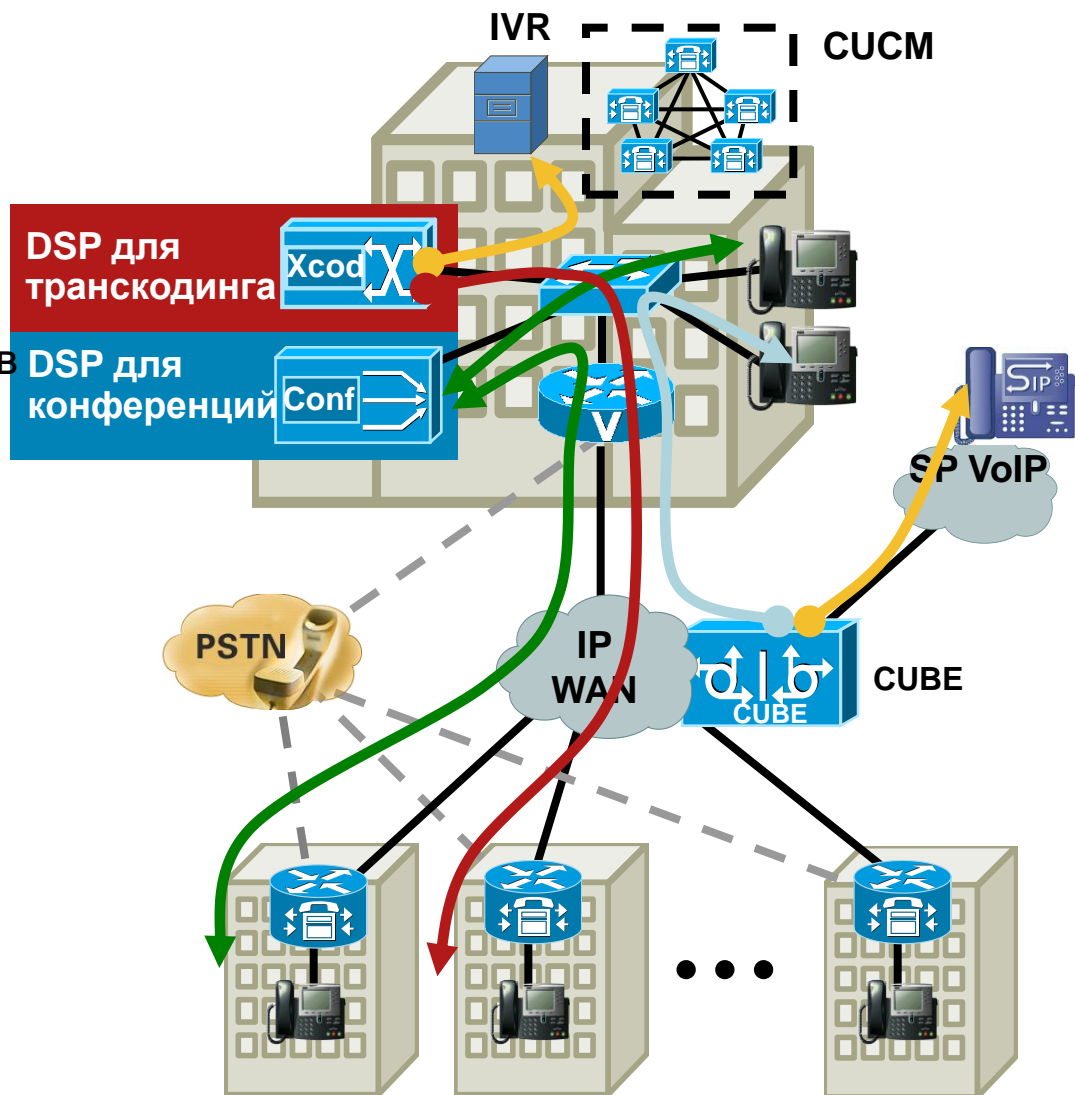 IVR
CUCM
DSP для
транскодинга
Xcod
в
DSP для
конференций
Conf
V
SIP
SP VoIP
PSTN
IP
WAN
CUBE
CUBE